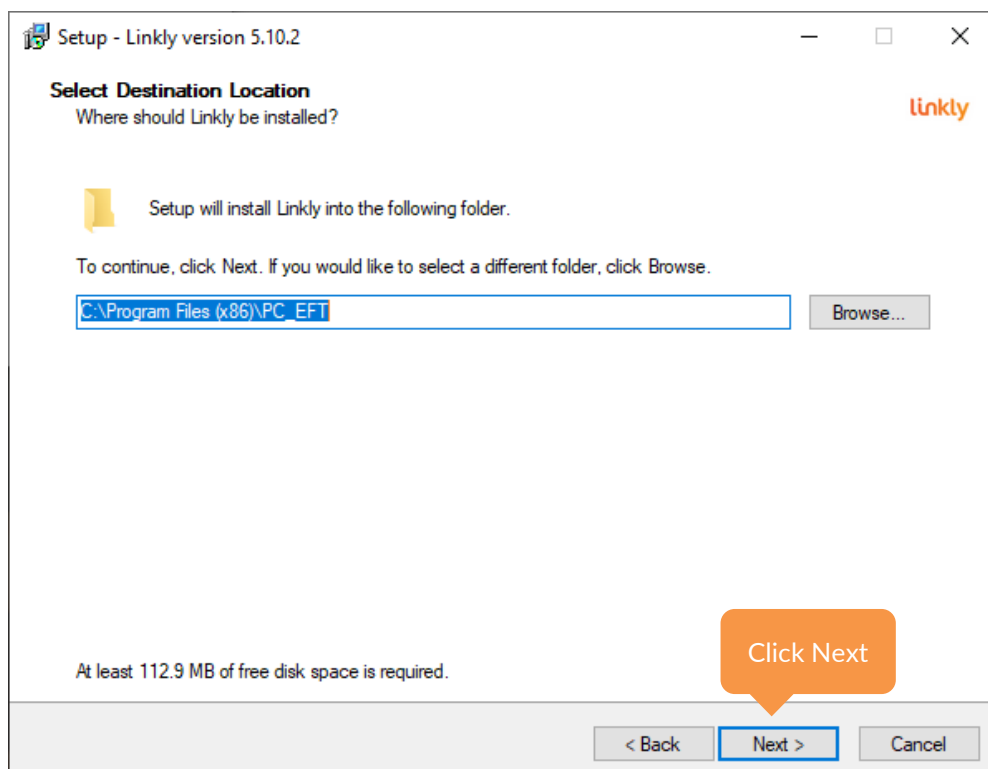 Setup - Linkly version 5.10.2
Select Destination Location
Where should Linkly be installed?
linkly
Setup will install Linkly into the following folder.
To continue, click Next. If you would like to select a different folder, click Browse.
C:\Program Files (x86)\PC_EFT
Browse...
At least 112.9 MB of free disk space is required.
Click Next
< Back
Next >
Cancel